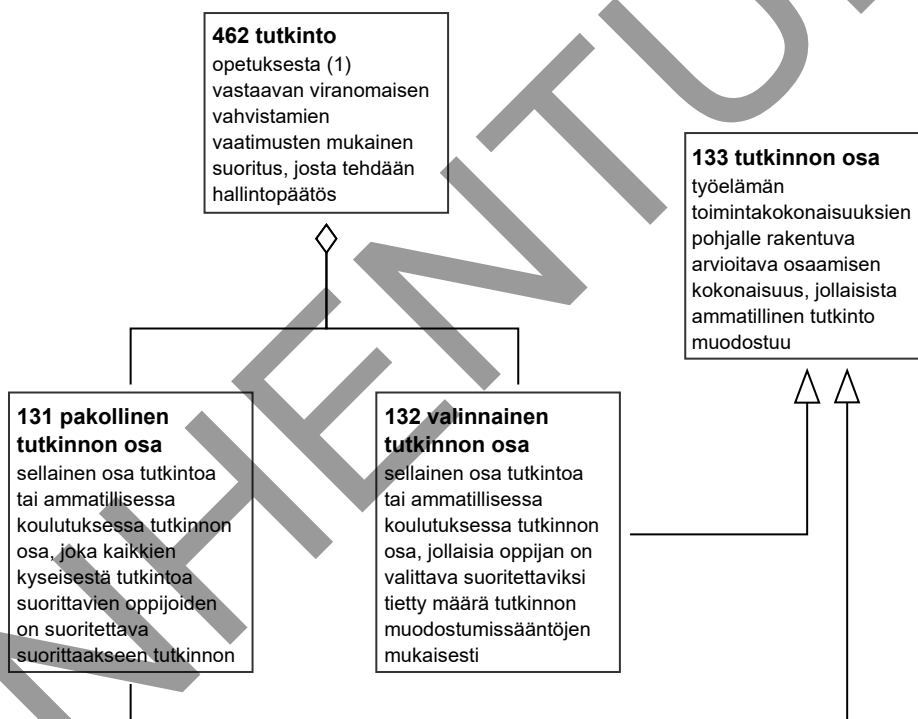 462 tutkinto
opetuksesta (1)
vastaavan viranomaisen
vahvistamien
vaatimusten mukainen
suoritus, josta tehdään
hallintopäätös
133 tutkinnon osa
työelämän
toimintakokonaisuuksien
pohjalle rakentuva
arvioitava osaamisen
kokonaisuus, jollaisista
ammatillinen tutkinto
muodostuu
131 pakollinen
tutkinnon osa
sellainen osa tutkintoa
tai ammatillisessa
koulutuksessa tutkinnon
osa, joka kaikkien
kyseisestä tutkintoa
suorittavien oppijoiden
on suoritettava
suorittaakseen tutkinnon
132 valinnainen
tutkinnon osa
sellainen osa tutkintoa
tai ammatillisessa
koulutuksessa tutkinnon
osa, jollaisia oppijan on
valittava suoritettaviksi
tietty määrä tutkinnon
muodostumissääntöjen
mukaisesti